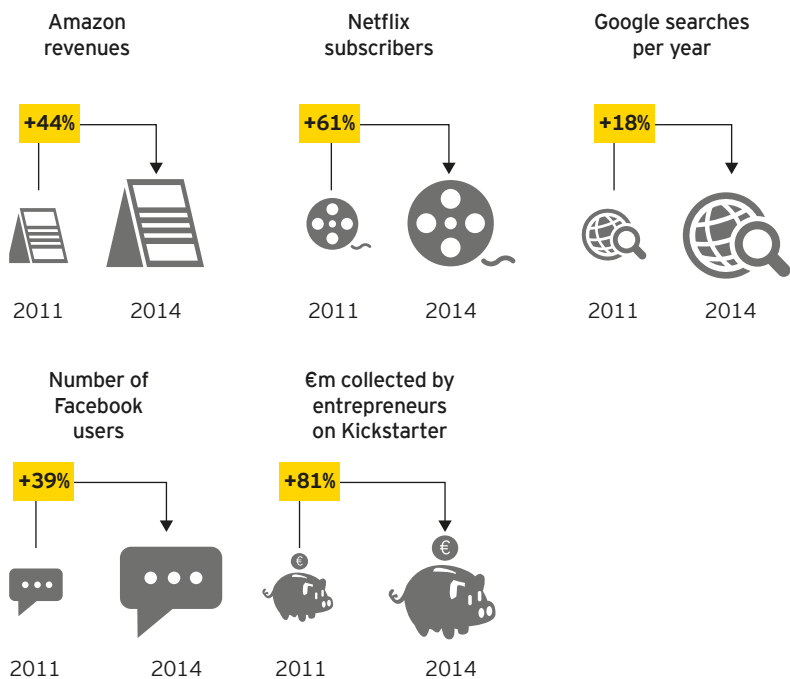 Amazon
revenues
+44%
2011
2014
Netflix
subscribers
+61%
2011
2014
Google searches
per year
+18%
2011
2014
Number of
Facebook
users
+39%
2011
2014
€m collected by
entrepreneurs
on Kickstarter
+81%
€
€
2011
2014